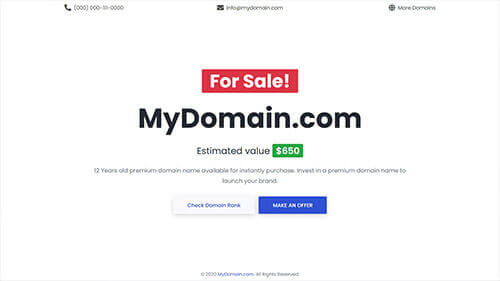 (000) 000-111-0000
info@mydomain.com
More Domains
For Sale!
MyDomain.com
Estimated value $650
12 Years old premium domain name available for instantly purchase. Invest in a premium domain name to
launch your brand.
Check Domain Rank
MAKE AN OFFER
© 2020 MyDomain.com. All Rights Reserved